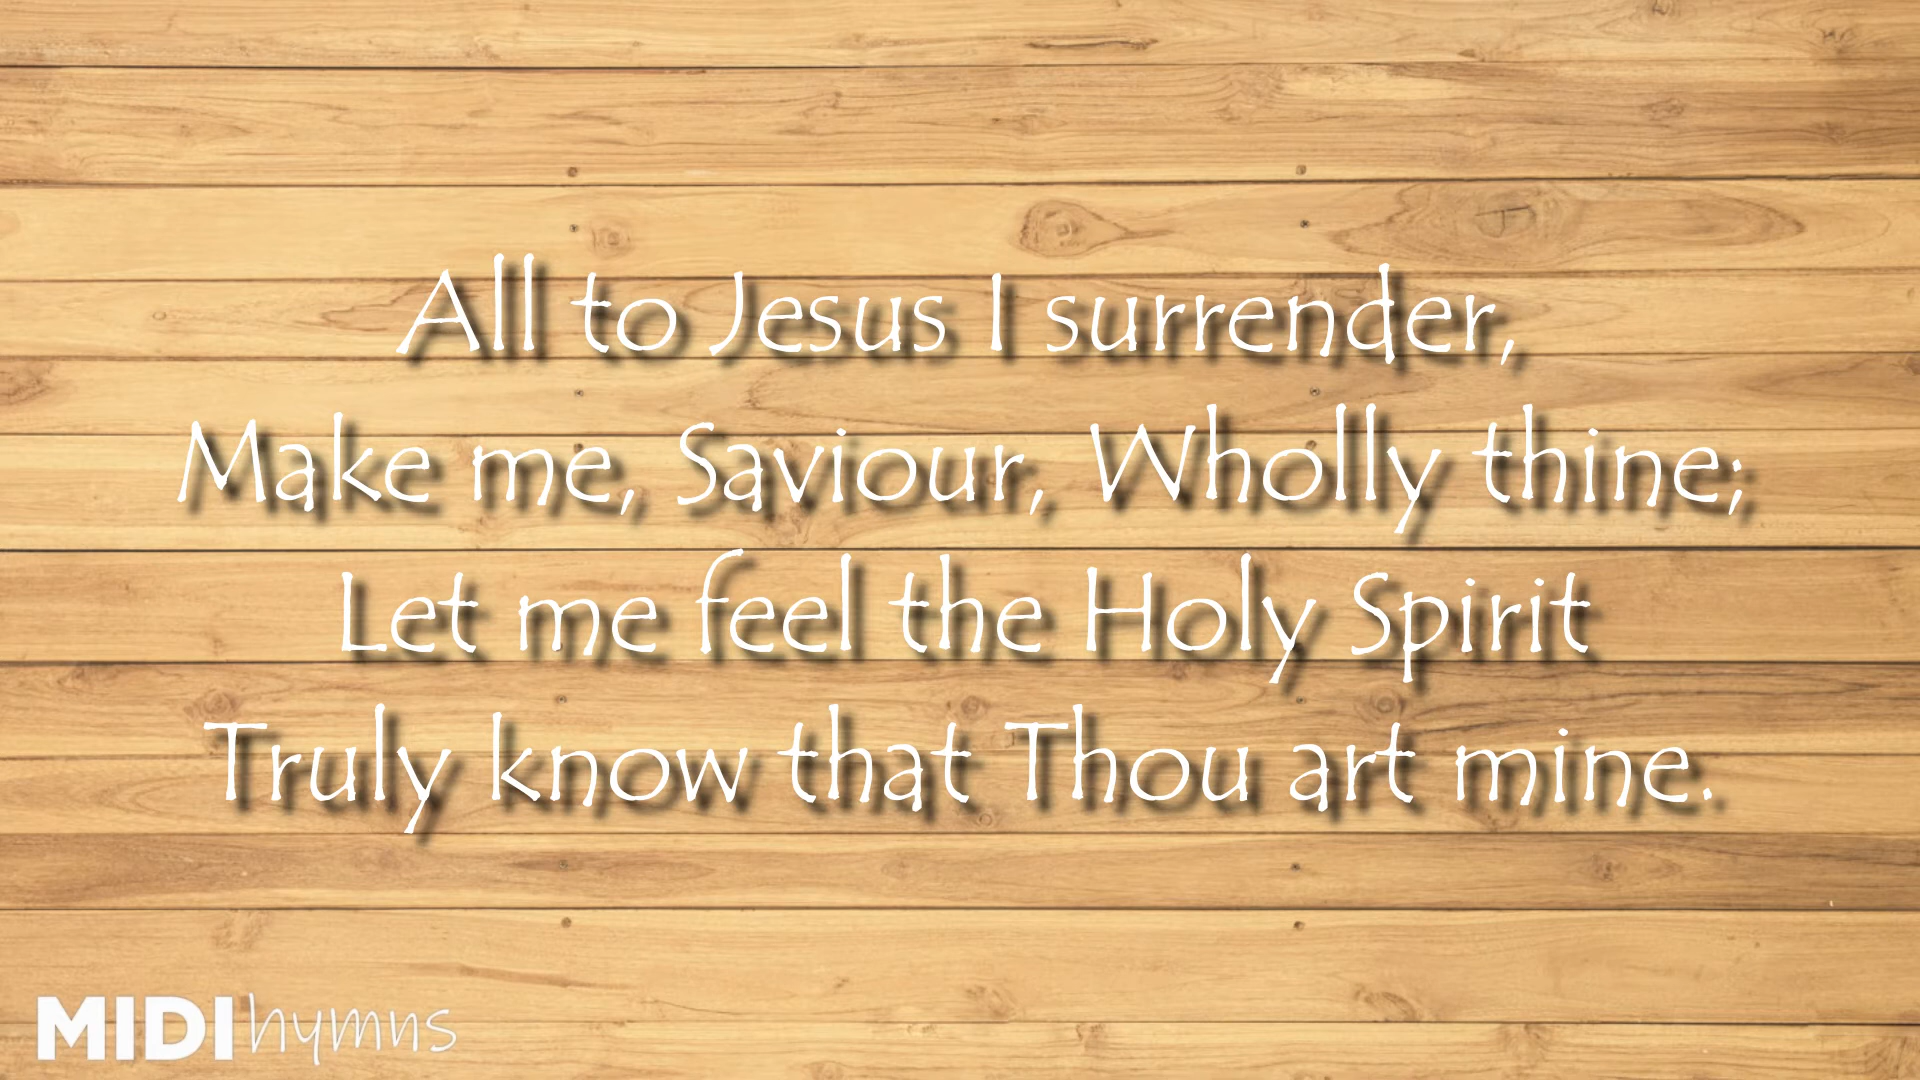 All to Jesus I surrender,
Make me, Saviour, Wholly thine;
Let me feel the Holy Spirit
Truly know that Thou art mine.
MIDIhymns